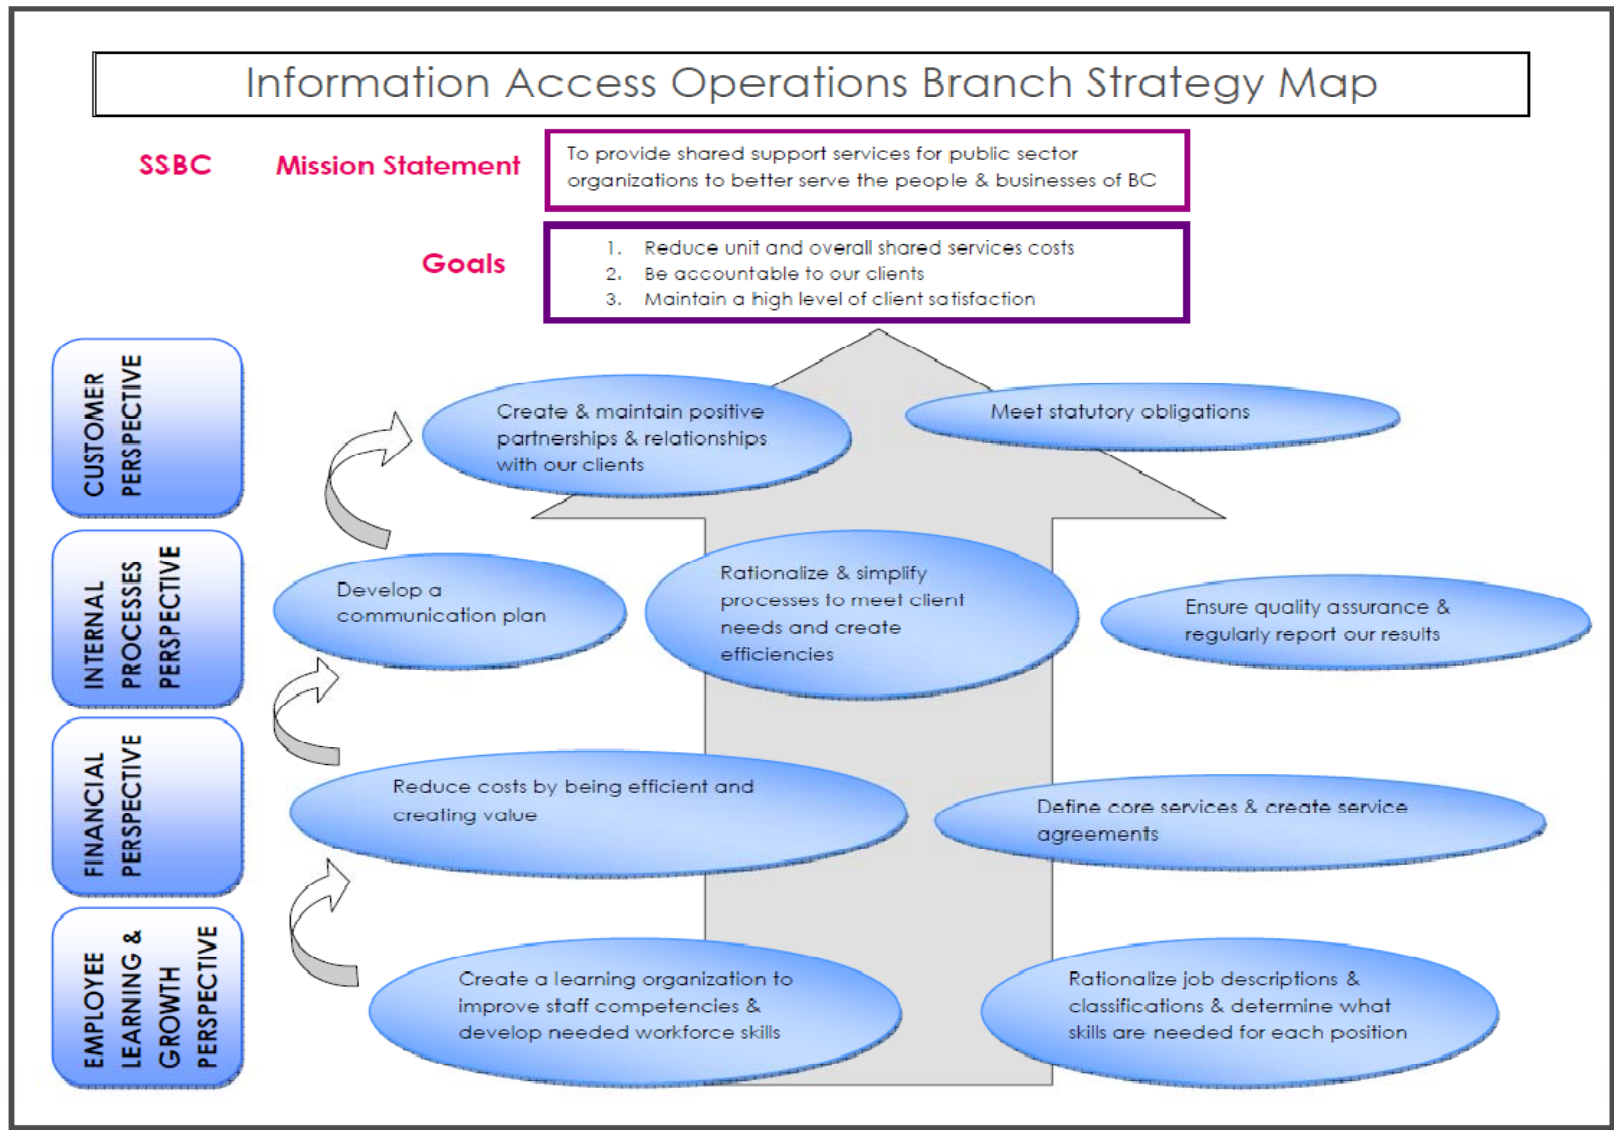 Information Access Operations Branch Strategy Map
SSBC
Mission Statement
To provide shared support services for public sector
organizations to better serve the people & businesses of BC
Goals
1. Reduce unit and overall shared services costs
2. Be accountable to our clients
3. Maintain a high level of client satisfaction
CUSTOMER
PERSPECTIVE
Create & maintain positive
partnerships & relationships
with our clients
Meet statutory obligations
INTERNAL
PROCESSES
PERSPECTIVE
Develop a
communication plan
Rationalize & simplify
processes to meet client
needs and create
efficiencies
Ensure quality assurance &
regularly report our results
FINANCIAL
PERSPECTIVE
Reduce costs by being efficient and
creating value
Define core services & create service
agreements
EMPLOYEE
LEARNING &
GROWTH
PERSPECTIVE
Create a learning organization to
improve staff competencies &
develop needed workforce skills
Rationalize job descriptions &
classifications & determine what
skills are needed for each position